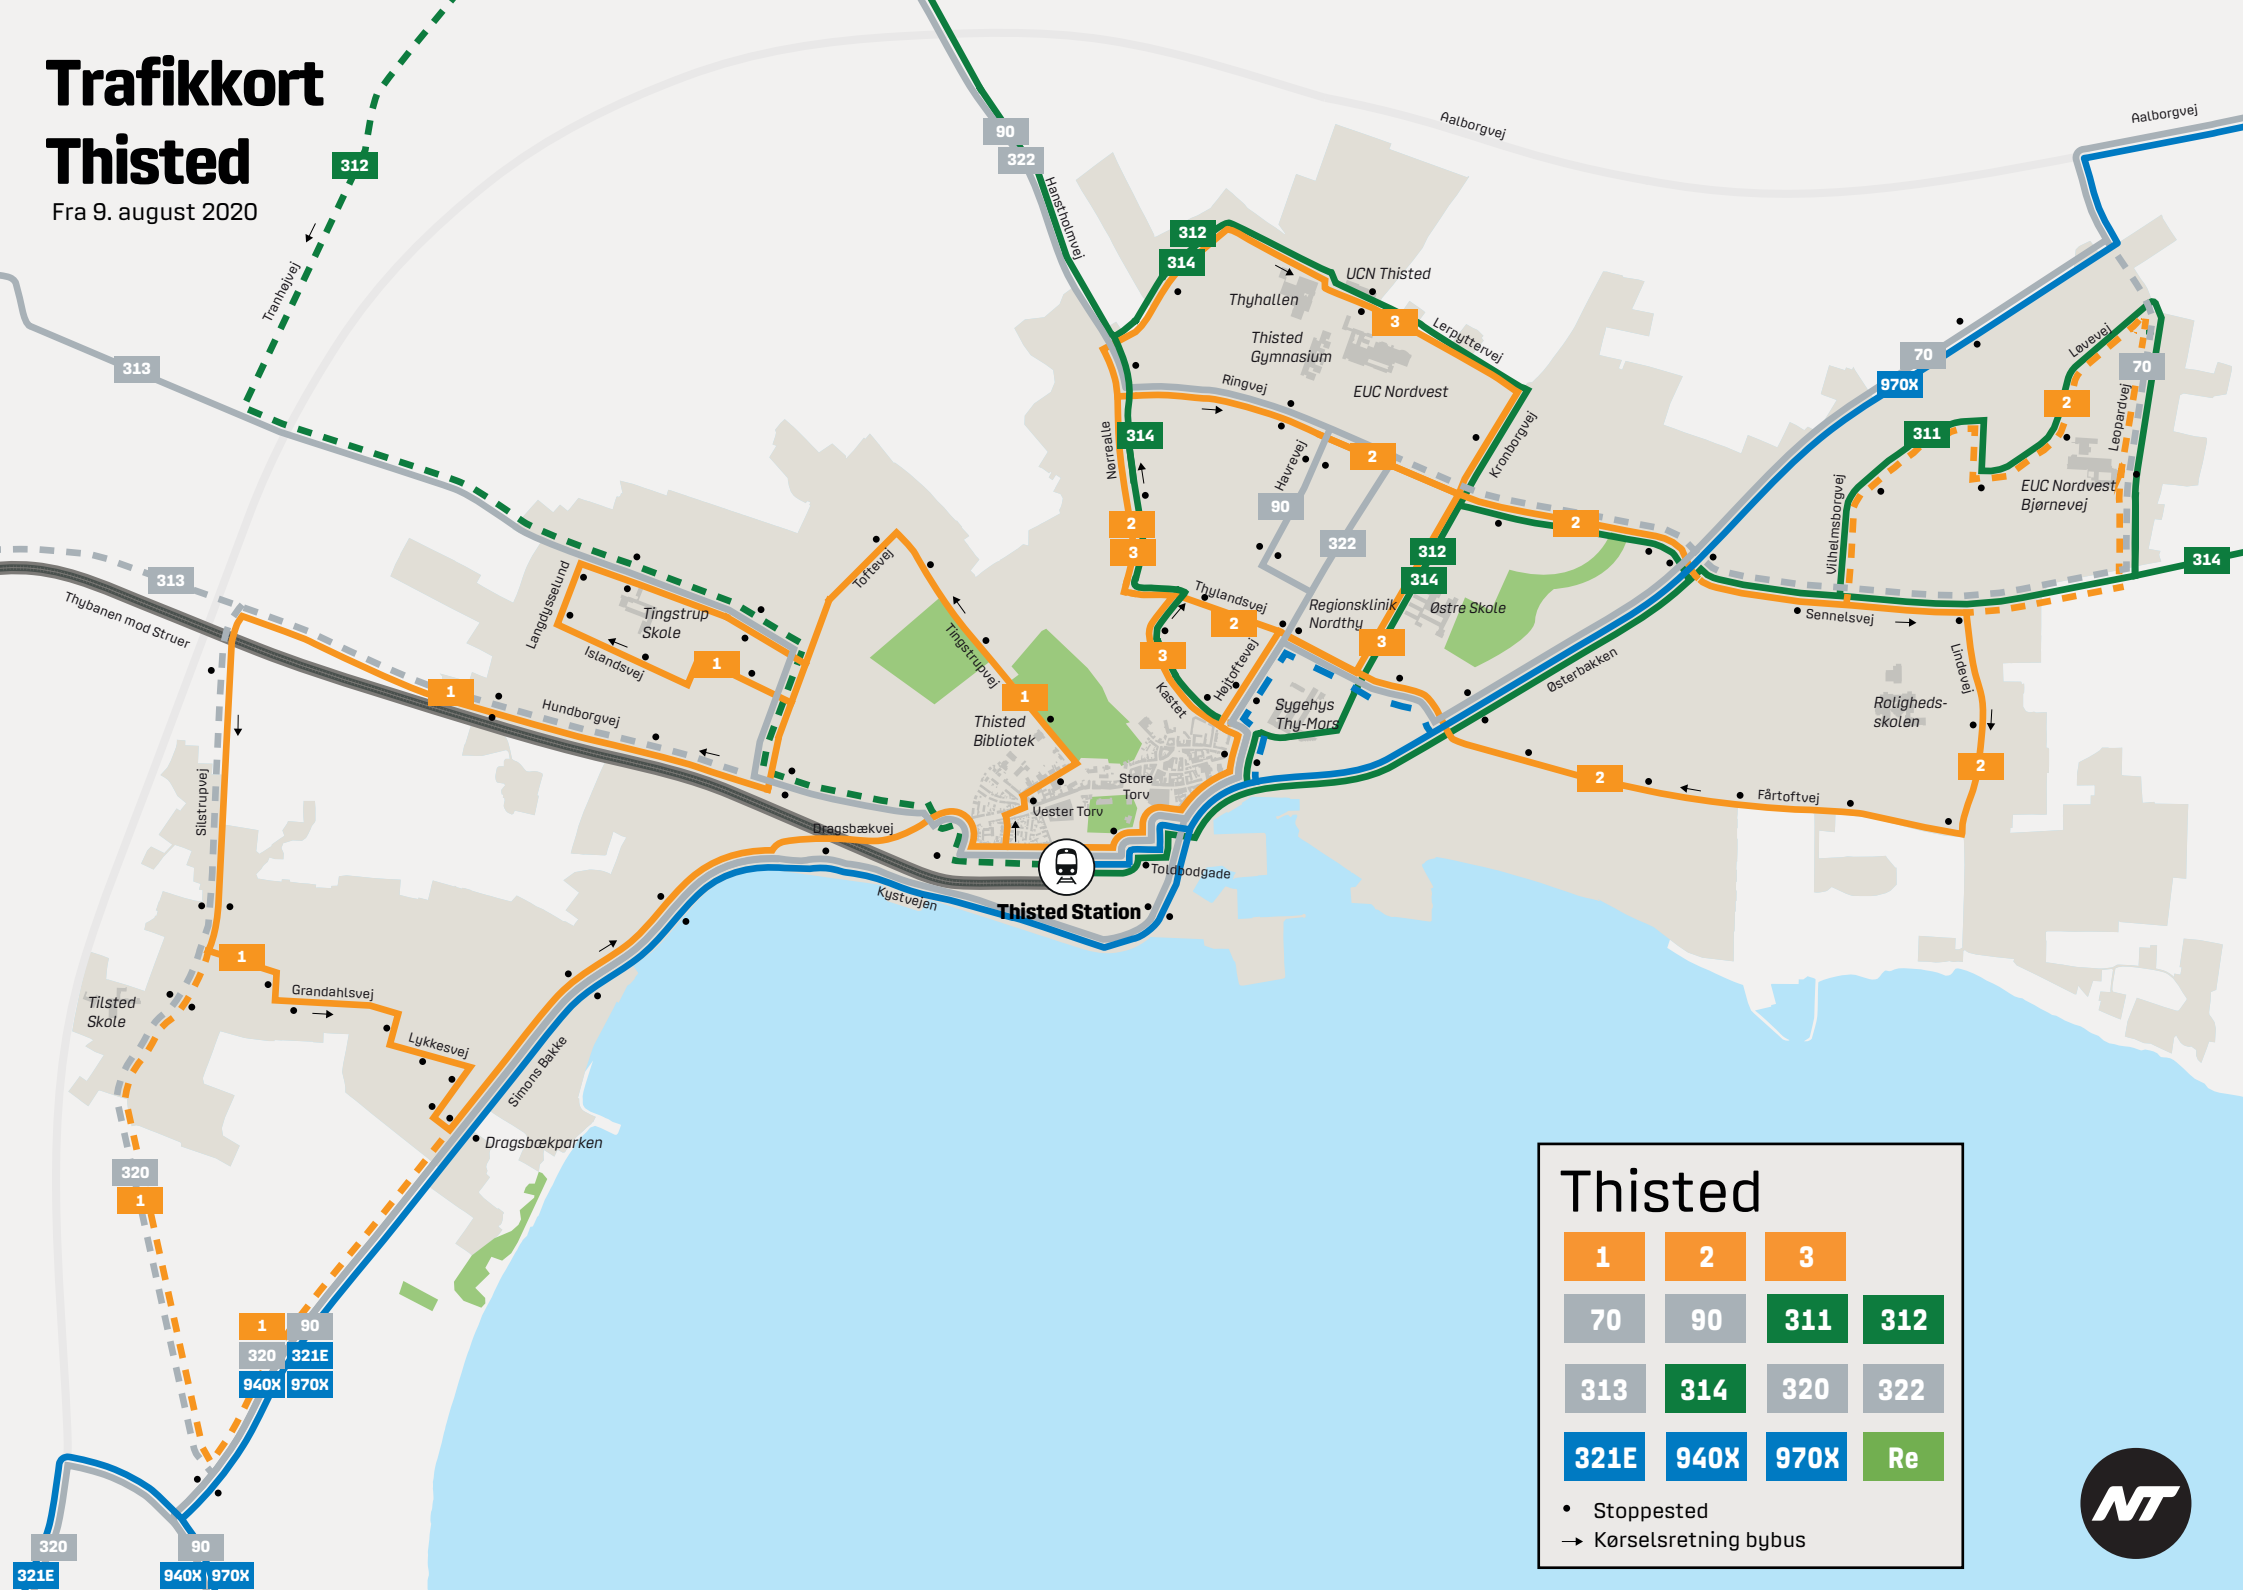 Trafikkort
Thisted
Fra 9. august 2020
312
Tranhøjvej
313
313
Thybanen mod Struer
90
322
Hanstholmvej
Aalborgvej
Aalborgvej
312
314
UCN Thisted
Thyhallen
3
Lerpyttervej
Thisted
Gymnasium
EUC Nordvest
Ringvej
Nørreallé
314
2
Havrevej
Kronborgvej
90
322
2
2
3
312
314
Thylandsvej
2
Regionsklinik
Nordthy
Østre Skole
3
3
Kastet
Højtoftevej
Sygehys
Thy-Mors
Østerbakken
70
970X
Løvevej
70
2
Leopardvej
311
EUC Nordvest
Bjørnevej
Vilhelmsborgvej
314
Sennelsvej
Lindevej
Roligheds-
skolen
2
2
Fårtoftvej
Langdysselund
Tingstrup
Skole
Islandsvej
1
Toftevej
Tingstrupvej
1
Thisted
Bibliotek
1
Hundborgvej
Store
Torv
Vester Torv
Dragsbækvej
Toldbodgade
Kystvejen
Thisted Station
Silstrupvej
1
Grandahlsvej
Tilsted
Skole
Lykkesvej
Simons Bakke
Dragsbækparken
320
1
1
90
320
321E
940X
970X
320
321E
90
940X
970X
Thisted
1 2 3
70 90 311 312
313 314 320 322
321E 940X 970X Re
Stoppested
Kørselsretning bybus
NT